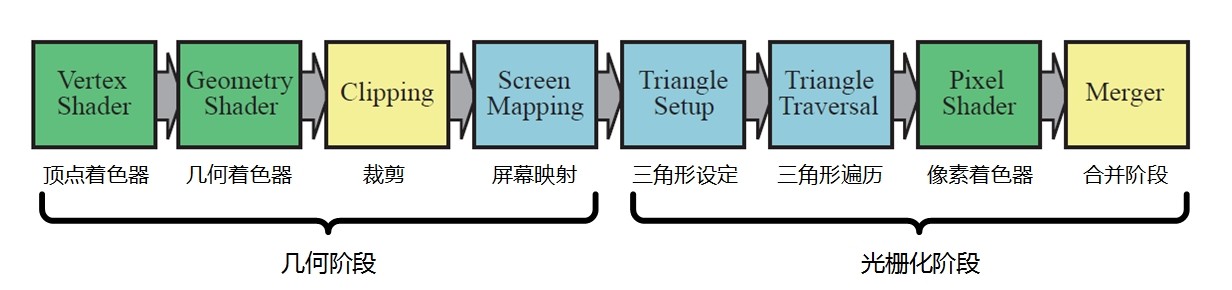 Vertex
Shader
Geometry
Shader
Clipping
Screen
Mapping
Triangle
Setup
Triangle
Traversal
Pixel
Shader
Merger
顶点着色器
几何着色器
裁剪
屏幕映射
三角形设定
三角形遍历
像素着色器
合并阶段
几何阶段
光栅化阶段